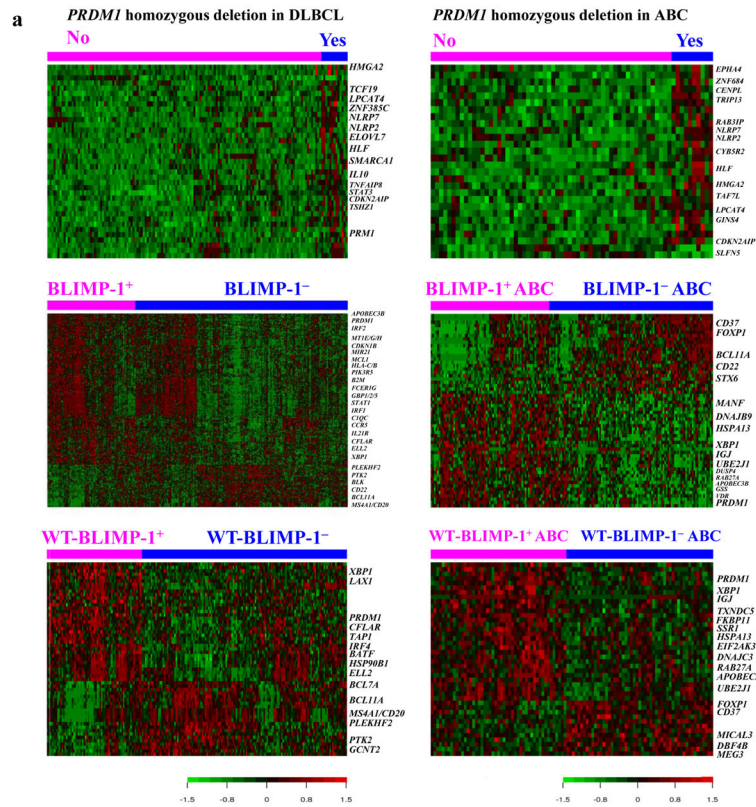 a
PRDM1 homozygous deletion in DLBCL
No
Yes
HMGA2
TCF19
LPCAT4
ZNF385C
NLRP7
NLRP2
ELOVL7
HLF
SMARCA1
IL10
TNFAIP8
STAT3
CDKN2AIP
TSHZ1
PRM1
PRDM1 homozygous deletion in ABC
No
Yes
EPHA4
ZNF684
CENPL
TRIP13
RAB3IP
NLRP7
NLRP2
CYB5R2
HLF
HMGA2
TAF7L
LPCAT4
GINS4
CDKN2AIP
SLFN5
BLIMP-1+
BLIMP-1−
APOBEC3B
PRDM1
IRF2
MT1E/G/H
CDKN1B
MIR21
MCL1
HLA-C/B
PIK3R5
B2M
FCER1G
GBP1/2/5
STAT1
IRF1
C1QC
CCR5
IL21R
CFLAR
ELL2
XBP1
PLEKHF2
PTK2
BLK
CD22
BCL11A
MS4A1/CD20
BLIMP-1+ ABC
BLIMP-1− ABC
CD37
FOXP1
BCL11A
CD22
STX6
MANF
DNAJB9
HSPA13
XBP1
IGJ
UBE2J1
DUSP4
RAB27A
APOBEC3B
GSS
VDR
PRDM1
WT-BLIMP-1+
WT-BLIMP-1−
XBP1
LAX1
PRDM1
CFLAR
TAP1
IRF4
BATF
HSP90B1
ELL2
BCL7A
BCL11A
MS4A1/CD20
PLEKHF2
PTK2
GCNT2
-1.5 -0.8 0 0.8 1.5
WT-BLIMP-1+ ABC
WT-BLIMP-1− ABC
PRDM1
XBP1
IGJ
TXNDC5
FKBP11
SSR1
HSPA13
EIF2AK3
DNAJC3
RAB27A
APOBEC
UBE2J1
FOXP1
CD37
MICAL3
DBF4B
MEG3
-1.5 -0.8 0 0.8 1.5